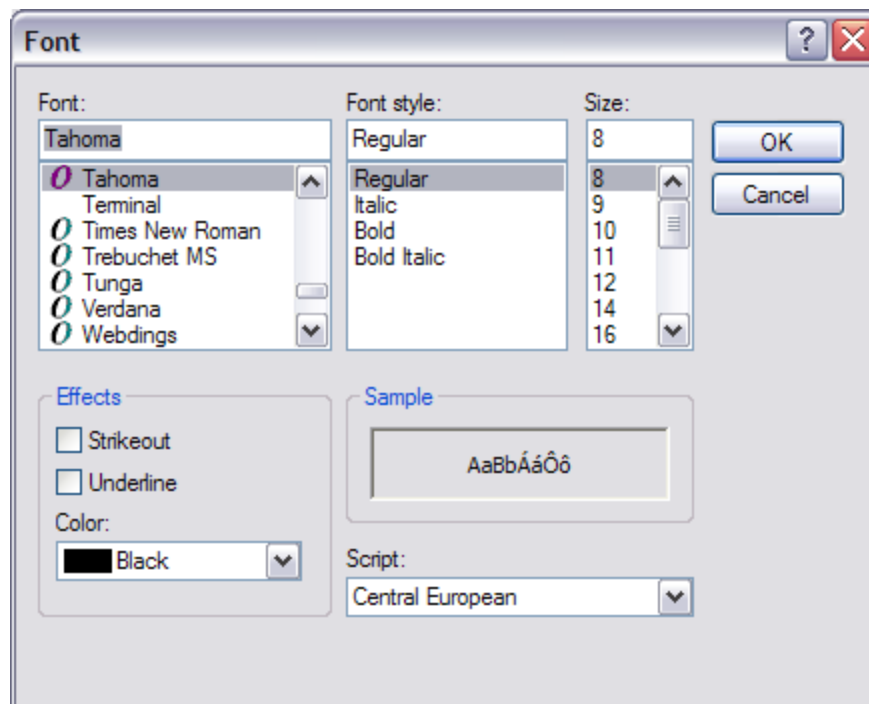 Font
Font:
Font style:
Size:
Tahoma
Regular
8
OK
Cancel
Tahoma
Terminal
Times New Roman
Trebuchet MS
Tunga
Verdana
Webdings
Regular
Italic
Bold
Bold Italic
8
9
10
11
12
14
16
Effects
Strikeout
Underline
Color:
Black
Sample
AaBbÁáÔô
Script:
Central European